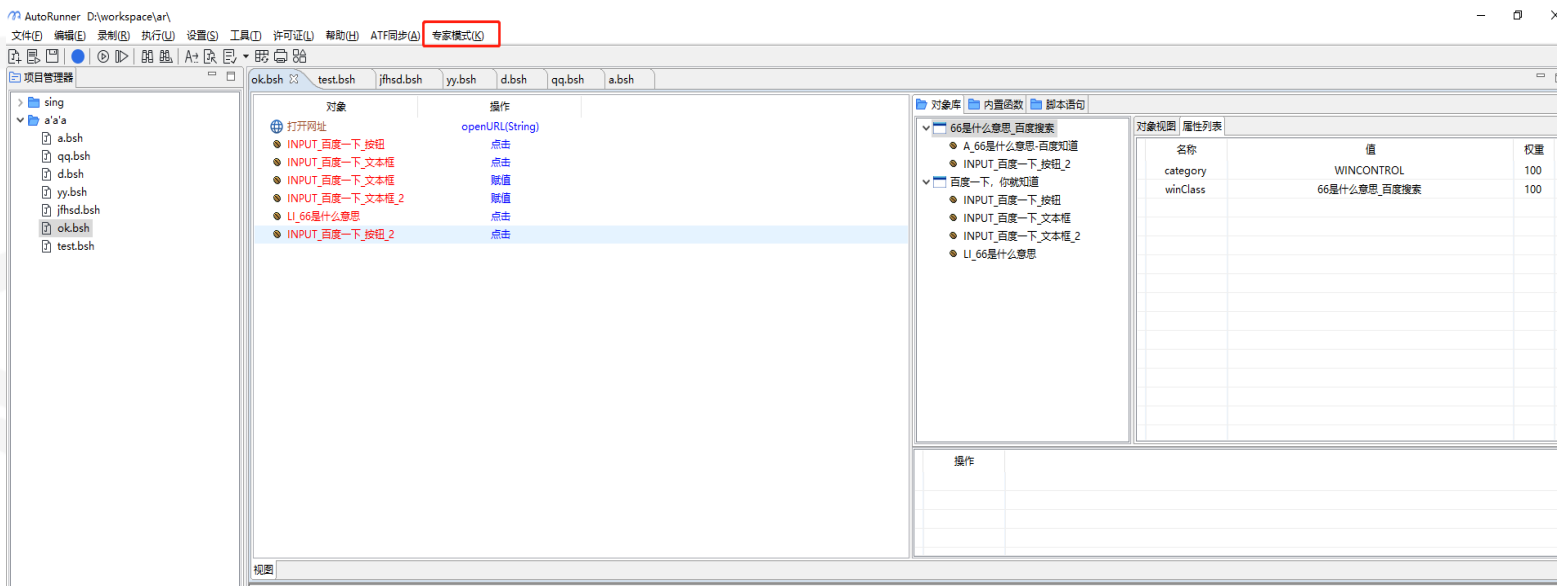 AutoRunner D:\workspace\ar\
文件(F) 编辑(E) 录制(R) 执行(U) 设置(S) 工具(T) 许可证(L) 帮助(H) ATF同步(A) 专家模式(K)
项目管理器
sing
a'a'a
a.bsh
qq.bsh
d.bsh
yy.bsh
jfhsd.bsh
ok.bsh
test.bsh
ok.bsh test.bsh jfhsd.bsh yy.bsh d.bsh qq.bsh a.bsh
对象 操作
打开网址 openURL(String)
INPUT_百度一下_按钮 点击
INPUT_百度一下_文本框 点击
INPUT_百度一下_文本框 赋值
INPUT_百度一下_文本框_2 赋值
LI_66是什么意思 点击
INPUT_百度一下_按钮_2 点击
视图
对象库 内置函数 脚本语句
66是什么意思_百度搜索
A_66是什么意思-百度知道
INPUT_百度一下_按钮_2
百度一下，你就知道
INPUT_百度一下_按钮
INPUT_百度一下_文本框
INPUT_百度一下_文本框_2
LI_66是什么意思
对象视图 属性列表
名称 值 权重
category WINCONTROL 100
winClass 66是什么意思_百度搜索 100
操作